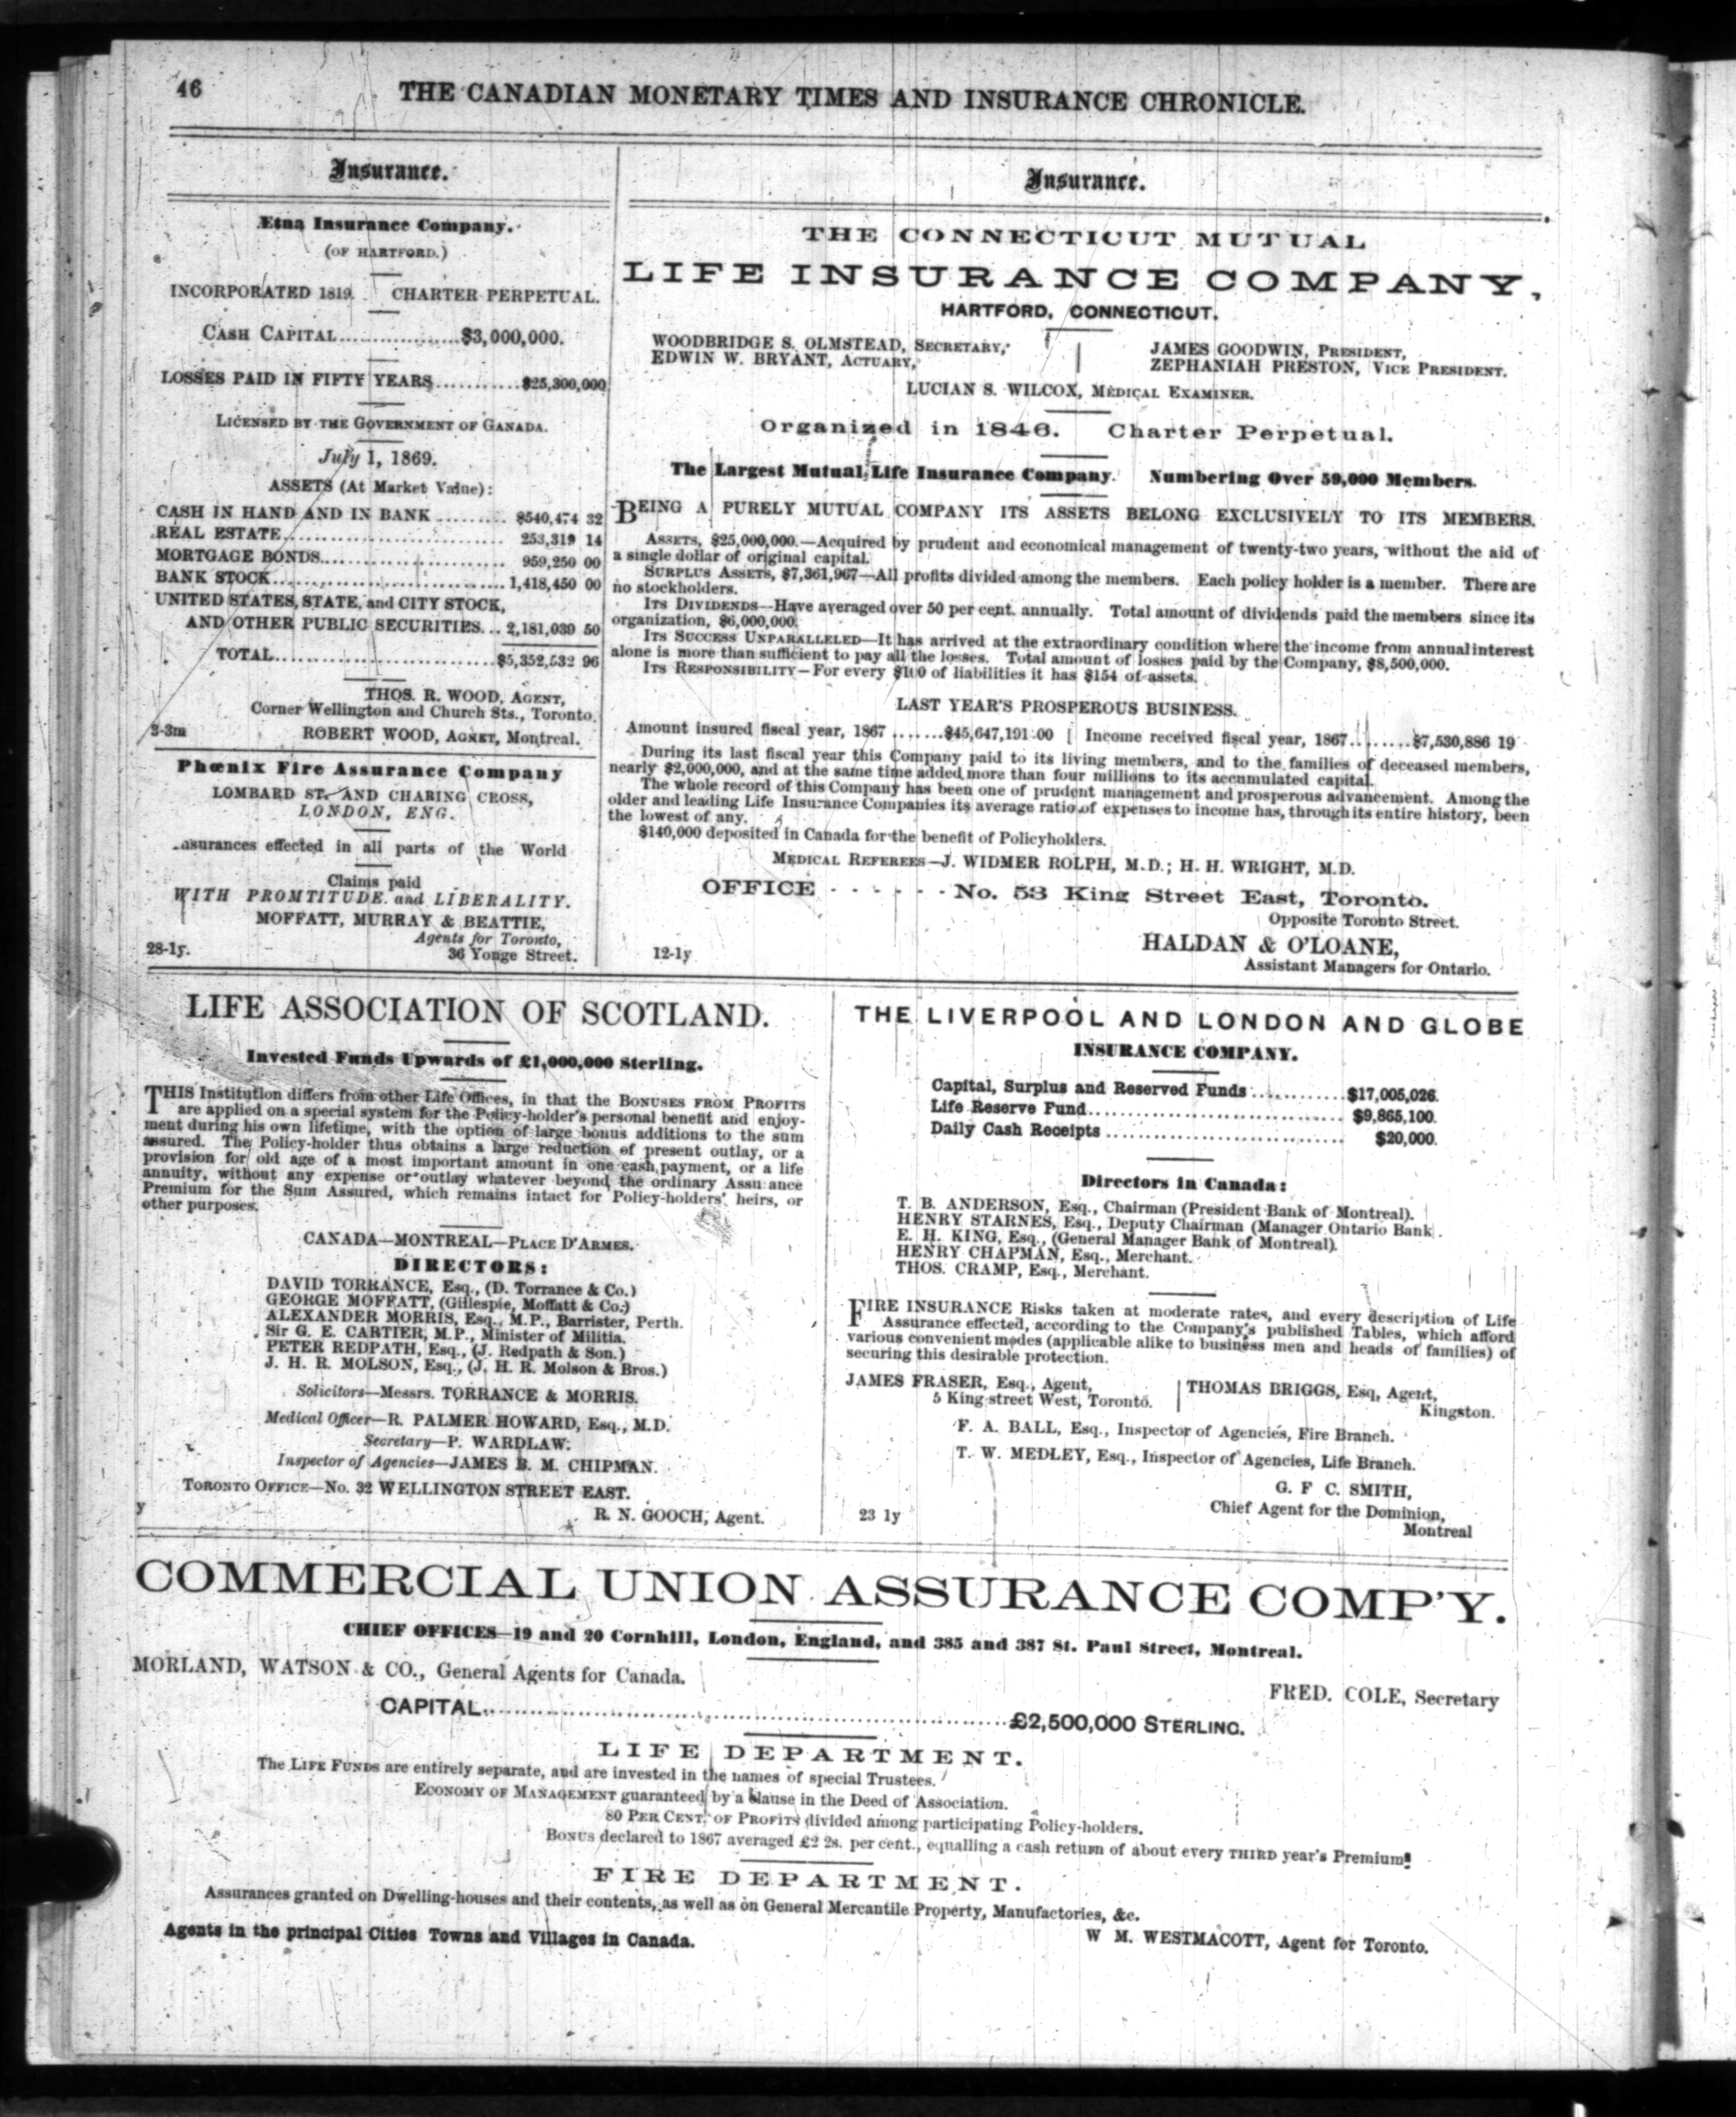 46
THE CANADIAN MONETARY TIMES AND INSURANCE CHRONICLE.
Insurance.
Ætna Insurance Company.
(OF HARTFORD.)
INCORPORATED 1819. CHARTER PERPETUAL.
CASH CAPITAL..................$3,000,000.
LOSSES PAID IN FIFTY YEARS...........$25,300,000
LICENSED BY THE GOVERNMENT OF CANADA.
July 1, 1869.
ASSETS (At Market Value):
CASH IN HAND AND IN BANK......... $540,474 32
REAL ESTATE................................ 253,319 14
MORTGAGE BONDS........................... 959,250 00
BANK STOCK.................................1,418,450 00
UNITED STATES, STATE, and CITY STOCK,
AND OTHER PUBLIC SECURITIES... 2,181,039 50
TOTAL................................$5,352,532 96
THOS. R. WOOD, AGENT,
Corner Wellington and Church Sts., Toronto.
3-3m ROBERT WOOD, AGNET, Montreal.
Phœnix Fire Assurance Company
LOMBARD ST. AND CHARING CROSS,
LONDON, ENG.
asurances effected in all parts of the World
Claims paid
WITH PROMTITUDE and LIBERALITY.
MOFFATT, MURRAY & BEATTIE,
Agents for Toronto,
28-1y. 36 Yonge Street.
Insurance.
THE CONNECTICUT MUTUAL
LIFE INSURANCE COMPANY,
HARTFORD, CONNECTICUT.
WOODBRIDGE S. OLMSTEAD, SECRETARY, JAMES GOODWIN, PRESIDENT,
EDWIN W. BRYANT, ACTUARY, ZEPHANIAH PRESTON, VICE PRESIDENT.
LUCIAN S. WILCOX, MEDICAL EXAMINER.
Organized in 1846. Charter Perpetual.
The Largest Mutual Life Insurance Company. Numbering Over 59,000 Members.
BEING A PURELY MUTUAL COMPANY ITS ASSETS BELONG EXCLUSIVELY TO ITS MEMBERS.
ASSETS, $25,000,000.—Acquired by prudent and economical management of twenty-two years, without the aid of
a single dollar of original capital.
SURPLUS ASSETS, $7,361,967—All profits divided among the members. Each policy holder is a member. There are
no stockholders.
ITS DIVIDENDS—Have averaged over 50 per cent. annually. Total amount of dividends paid the members since its
organization, $6,000,000.
ITS SUCCESS UNPARALLELED—It has arrived at the extraordinary condition where the income from annual interest
alone is more than sufficient to pay all the losses. Total amount of losses paid by the Company, $8,500,000.
ITS RESPONSIBILITY—For every $100 of liabilities it has $154 of assets.
LAST YEAR'S PROSPEROUS BUSINESS.
Amount insured fiscal year, 1867 ........$45,647,191 00 | Income received fiscal year, 1867.........$7,530,886 19
During its last fiscal year this Company paid to its living members, and to the families of deceased members,
nearly $2,000,000, and at the same time added more than four millions to its accumulated capital.
The whole record of this Company has been one of prudent management and prosperous advancement. Among the
older and leading Life Insurance Companies its average ratio of expenses to income has, through its entire history, been
the lowest of any.
$140,000 deposited in Canada for the benefit of Policyholders.
MEDICAL REFEREES—J. WIDMER ROLPH, M.D.; H. H. WRIGHT, M.D.
OFFICE - - - - - - No. 53 King Street East, Toronto.
Opposite Toronto Street.
HALDAN & O'LOANE,
12-1y Assistant Managers for Ontario.
LIFE ASSOCIATION OF SCOTLAND.
Invested Funds Upwards of £1,000,000 Sterling.
THIS Institution differs from other Life Offices, in that the BONUSES FROM PROFITS
are applied on a special system for the Policy-holder's personal benefit and enjoy-
ment during his own lifetime, with the option of large bonus additions to the sum
assured. The Policy-holder thus obtains a large reduction of present outlay, or a
provision for old age of a most important amount in one cash payment, or a life
annuity, without any expense or outlay whatever beyond the ordinary Assu ance
Premium for the Sum Assured, which remains intact for Policy-holders' heirs, or
other purposes.
CANADA—MONTREAL—PLACE D'ARMES.
DIRECTORS:
DAVID TORRANCE, Esq., (D. Torrance & Co.)
GEORGE MOFFATT, (Gillespie, Moffatt & Co.)
ALEXANDER MORRIS, Esq., M.P., Barrister, Perth.
Sir G. E. CARTIER, M.P., Minister of Militia.
PETER REDPATH, Esq., (J. Redpath & Son.)
J. H. R. MOLSON, Esq., (J. H. R. Molson & Bros.)
Solicitors—Messrs. TORRANCE & MORRIS.
Medical Officer—R. PALMER HOWARD, Esq., M.D.
Secretary—P. WARDLAW.
Inspector of Agencies—JAMES B. M. CHIPMAN.
TORONTO OFFICE—No. 32 WELLINGTON STREET EAST.
y R. N. GOOCH, Agent.
THE LIVERPOOL AND LONDON AND GLOBE
INSURANCE COMPANY.
Capital, Surplus and Reserved Funds ............$17,005,026.
Life Reserve Fund................................. $9,865,100.
Daily Cash Receipts ............................... $20,000.
Directors in Canada:
T. B. ANDERSON, Esq., Chairman (President Bank of Montreal).
HENRY STARNES, Esq., Deputy Chairman (Manager Ontario Bank .
E. H. KING, Esq., (General Manager Bank of Montreal).
HENRY CHAPMAN, Esq., Merchant.
THOS. CRAMP, Esq., Merchant.
FIRE INSURANCE Risks taken at moderate rates, and every description of Life
Assurance effected, according to the Company's published Tables, which afford
various convenient modes (applicable alike to business men and heads of families) of
securing this desirable protection.
JAMES FRASER, Esq., Agent, THOMAS BRIGGS, Esq, Agent,
5 King street West, Toronto. Kingston.
F. A. BALL, Esq., Inspector of Agencies, Fire Branch.
T. W. MEDLEY, Esq., Inspector of Agencies, Life Branch.
G. F C. SMITH,
23 1y Chief Agent for the Dominion,
Montreal
COMMERCIAL UNION ASSURANCE COMP'Y.
CHIEF OFFICES—19 and 20 Cornhill, London, England, and 385 and 387 St. Paul Street, Montreal.
MORLAND, WATSON & CO., General Agents for Canada.
FRED. COLE, Secretary
CAPITAL..........................................................................£2,500,000 STERLING.
LIFE DEPARTMENT.
The LIFE FUNDS are entirely separate, and are invested in the names of special Trustees.
ECONOMY OF MANAGEMENT guaranteed by a clause in the Deed of Association.
80 PER CENT. OF PROFITS divided among participating Policy-holders.
BONUS declared to 1867 averaged £2 2s. per cent., equalling a cash return of about every THIRD year's Premium!
FIRE DEPARTMENT.
Assurances granted on Dwelling-houses and their contents, as well as on General Mercantile Property, Manufactories, &c.
Agents in the principal Cities Towns and Villages in Canada.
W M. WESTMACOTT, Agent for Toronto.